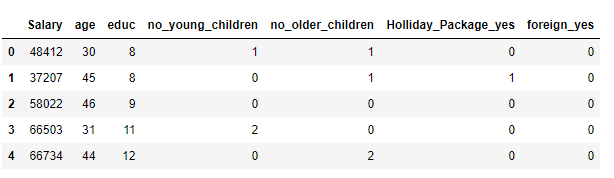 Salary age educ no_young_children no_older_children Holliday_Package_yes foreign_yes
0 48412 30 8 1 1 0 0
1 37207 45 8 0 1 1 0
2 58022 46 9 0 0 0 0
3 66503 31 11 2 0 0 0
4 66734 44 12 0 2 0 0